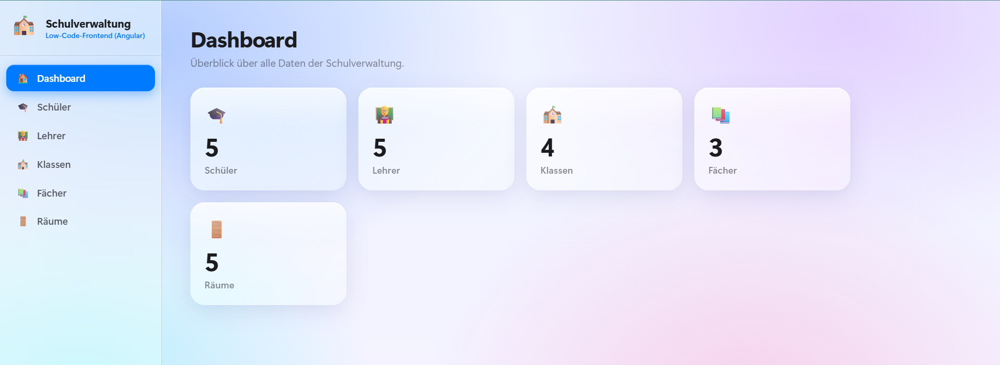 Schulverwaltung
Low-Code-Frontend (Angular)
Dashboard
Schüler
Lehrer
Klassen
Fächer
Räume
Dashboard
Überblick über alle Daten der Schulverwaltung.
5
Schüler
5
Lehrer
4
Klassen
3
Fächer
5
Räume